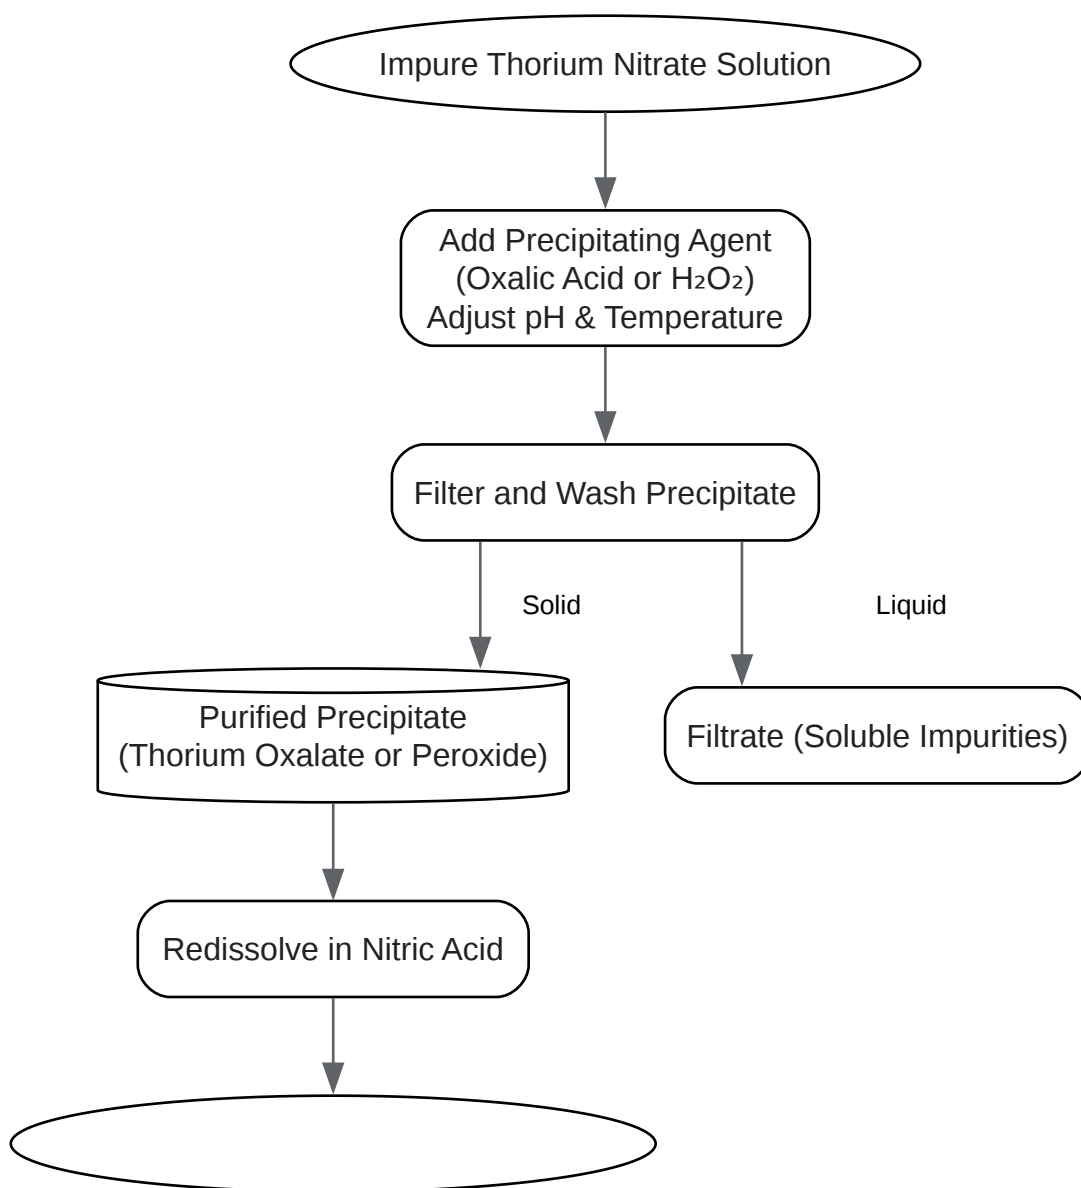 Impure Thorium Nitrate Solution
Add Precipitating Agent
(Oxalic Acid or H₂O₂)
Adjust pH & Temperature
Filter and Wash Precipitate
Solid
Liquid
Purified Precipitate
(Thorium Oxalate or Peroxide)
Filtrate (Soluble Impurities)
Redissolve in Nitric Acid